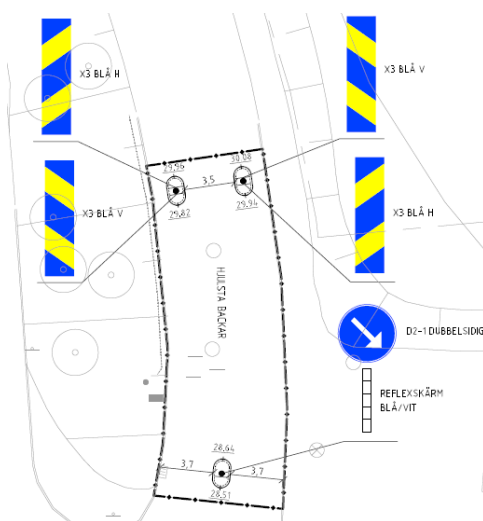 X3 BLÅ H
X3 BLÅ V
29,96
30,08
3,5
29,82
29,94
X3 BLÅ V
X3 BLÅ H
HJULSTA BACKAR
D2-1 DUBBELSIDIG
REFLEXSKÄRM
BLÅ/VIT
28,64
3,7
3,7
28,51